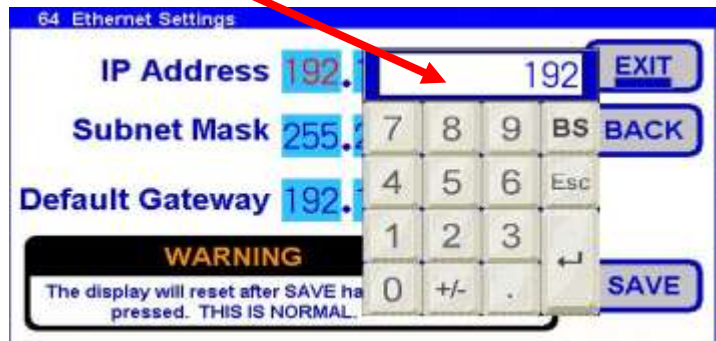 64 Ethernet Settings
IP Address 192. 192 EXIT
Subnet Mask 255. 7 8 9 BS BACK
Default Gateway 192. 4 5 6 Esc
WARNING 1 2 3 ↵
The display will reset after SAVE 0 +/- . SAVE
pressed. THIS IS NORMAL.